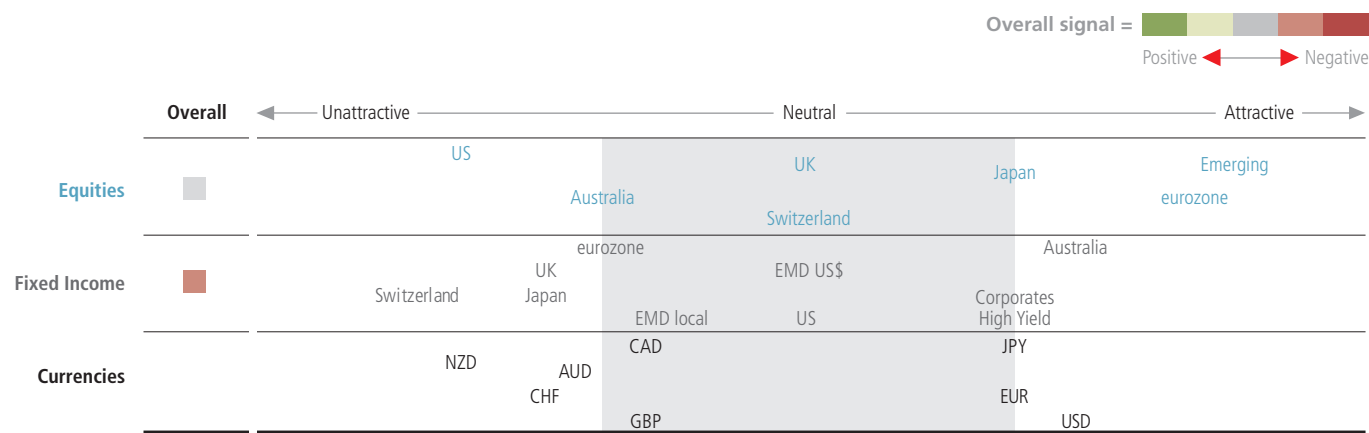 Overall signal =
Positive Negative
Overall Unattractive Neutral Attractive
US
UK
Emerging
Japan
Equities
Australia
eurozone
Switzerland
eurozone
Australia
UK
EMD US$
Fixed Income
Switzerland
Japan
Corporates
EMD local
US
High Yield
CAD
JPY
NZD
AUD
Currencies
CHF
EUR
GBP
USD